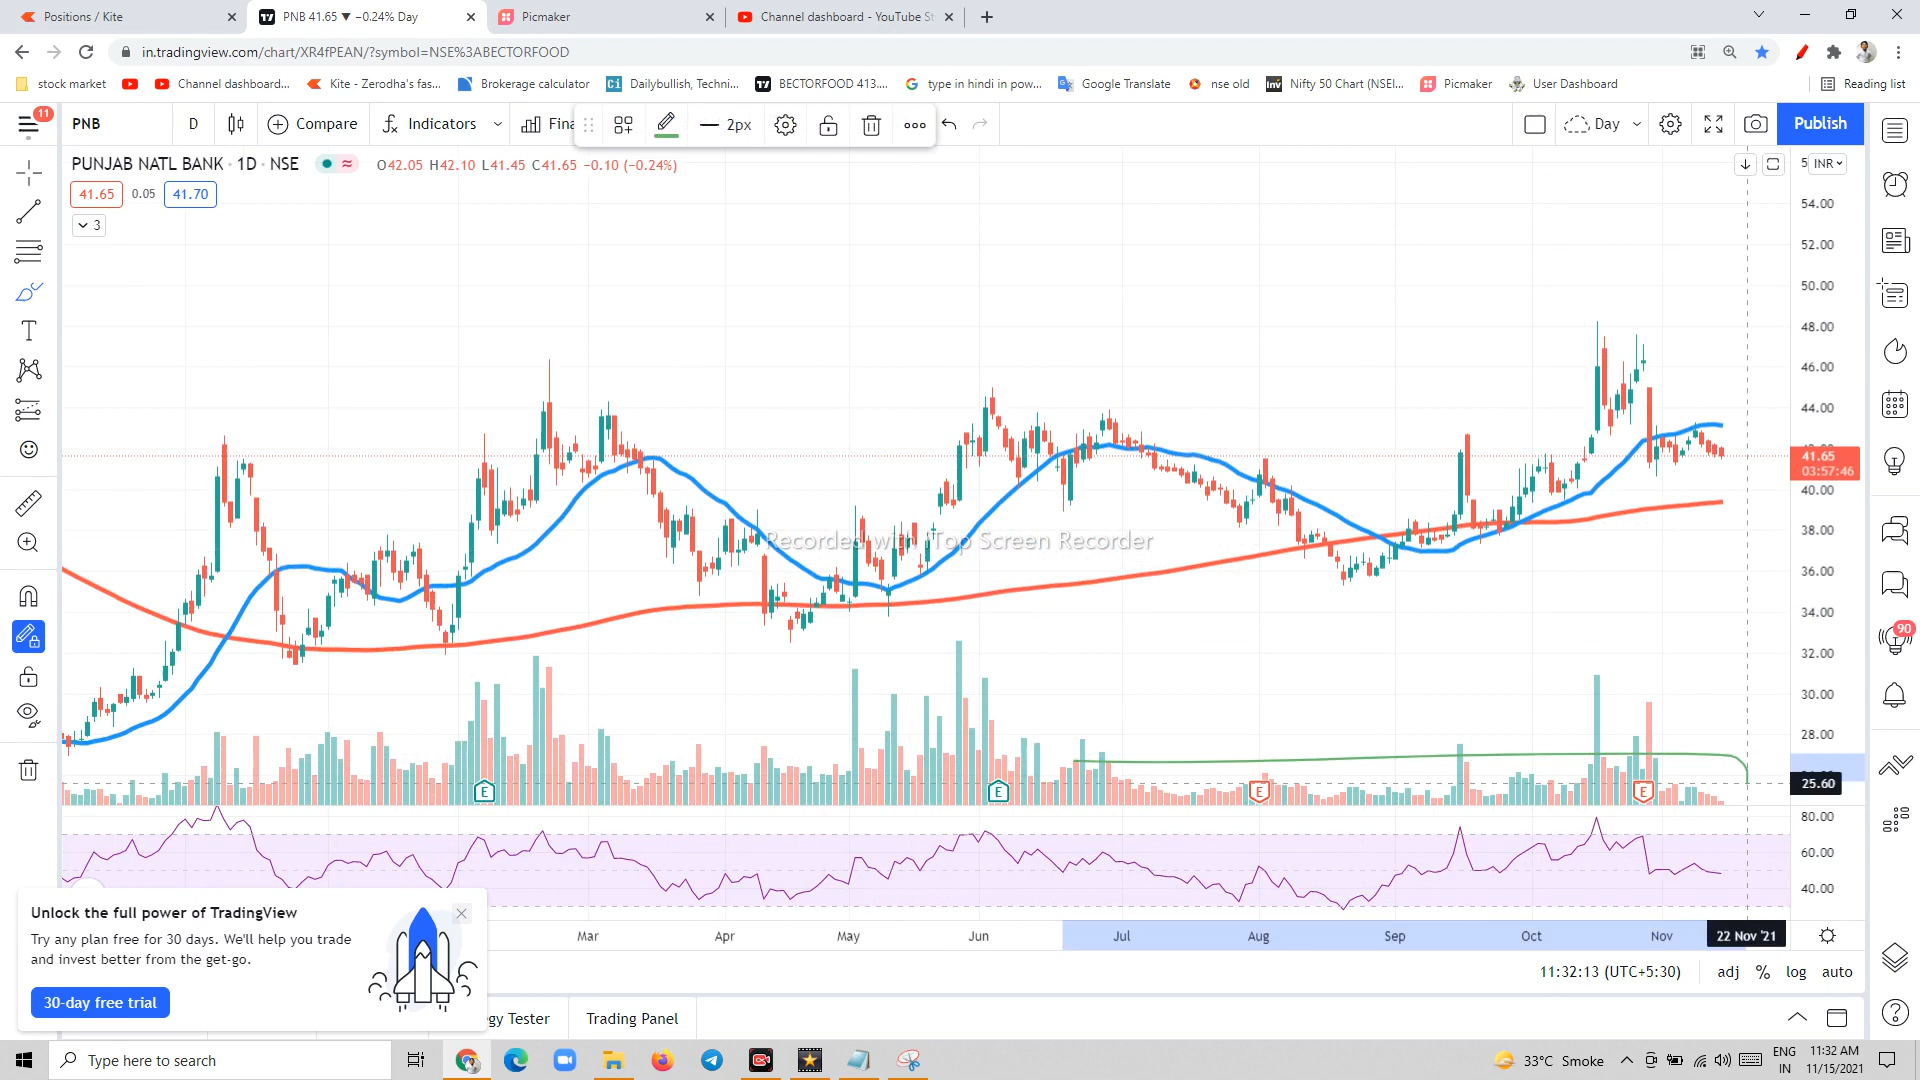 Positions / Kite
PNB 41.65 ▼ −0.24% Day
Picmaker
Channel dashboard - YouTube St
in.tradingview.com/chart/XR4fPEAN/?symbol=NSE%3ABECTORFOOD
stock market
Channel dashboard...
Kite - Zerodha's fas...
Brokerage calculator
Dailybullish, Techni...
BECTORFOOD 413....
type in hindi in pow...
Google Translate
nse old
Nifty 50 Chart (NSEI...
Picmaker
User Dashboard
Reading list
11
PNB
D
Compare
Indicators
Fina
2px
Day
Publish
PUNJAB NATL BANK · 1D · NSE
O42.05 H42.10 L41.45 C41.65 −0.10 (−0.24%)
INR
41.65
0.05
41.70
3
54.00
52.00
50.00
48.00
46.00
44.00
41.65
03:57:46
40.00
38.00
36.00
34.00
32.00
30.00
28.00
25.60
80.00
60.00
40.00
Recorded with iTop Screen Recorder
E
E
E
E
90
Mar
Apr
May
Jun
Jul
Aug
Sep
Oct
Nov
22 Nov '21
Unlock the full power of TradingView
Try any plan free for 30 days. We'll help you trade
and invest better from the get-go.
30-day free trial
11:32:13 (UTC+5:30)
adj
%
log
auto
gy Tester
Trading Panel
Type here to search
33°C Smoke
ENG
IN
11:32 AM
11/15/2021